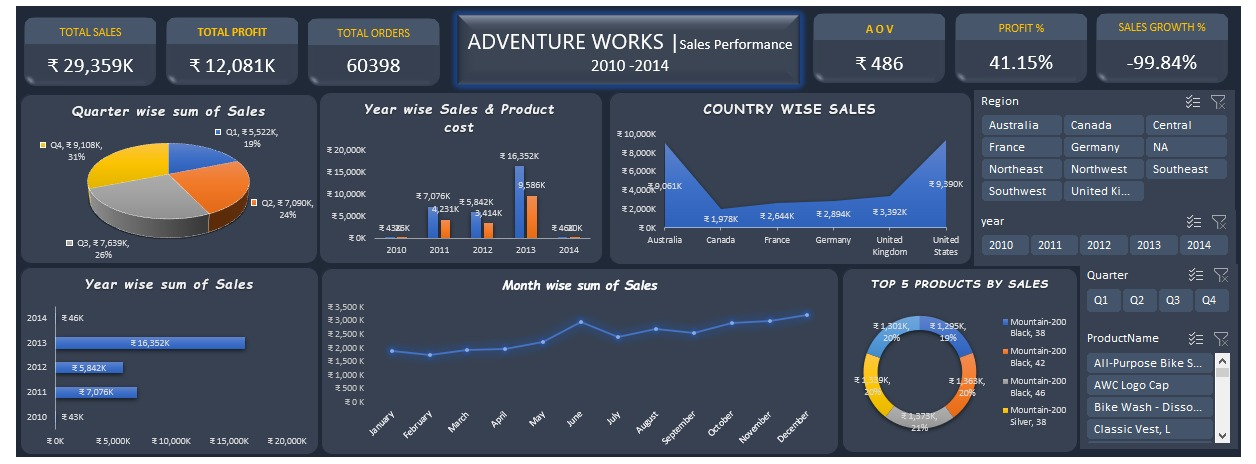 TOTAL SALES
₹ 29,359K
TOTAL PROFIT
₹ 12,081K
TOTAL ORDERS
60398
ADVENTURE WORKS |Sales Performance
2010 -2014
A O V
₹ 486
PROFIT %
41.15%
SALES GROWTH %
-99.84%
Quarter wise sum of Sales
Q1, ₹ 5,522K,
19%
Q4, ₹ 9,108K,
31%
Q2, ₹ 7,090K,
24%
Q3, ₹ 7,639K,
26%
Year wise Sales & Product
cost
₹ 20,000K
₹ 15,000K
₹ 10,000K
₹ 5,000K
₹ 0K
₹ 7,076K
4,231K
₹ 5,842K
3,414K
₹ 16,352K
9,586K
2010 2011 2012 2013 2014
COUNTRY WISE SALES
₹ 10,000K
₹ 8,000K
₹ 6,000K
₹ 4,000K
₹ 2,000K
₹ 0K
₹ 9,061K
₹ 1,978K
₹ 2,644K
₹ 2,894K
₹ 3,392K
₹ 9,390K
Australia Canada France Germany United Kingdom United States
Region
Australia Canada Central
France Germany NA
Northeast Northwest Southeast
Southwest United Ki...
year
2010 2011 2012 2013 2014
Year wise sum of Sales
2014 ₹ 46K
2013 ₹ 16,352K
2012 ₹ 5,842K
2011 ₹ 7,076K
2010 ₹ 43K
₹ 0K ₹ 5,000K ₹ 10,000K ₹ 15,000K ₹ 20,000K
Month wise sum of Sales
₹ 3,500 K
₹ 3,000 K
₹ 2,500 K
₹ 2,000 K
₹ 1,500 K
₹ 1,000 K
₹ 500 K
₹ 0 K
January February March April May June July August September October November December
TOP 5 PRODUCTS BY SALES
₹ 1,301K,
20%
₹ 1,295K,
19%
20%
₹ 1,363K,
20%
₹ 1,373K,
21%
Mountain-200
Black, 38
Mountain-200
Black, 42
Mountain-200
Black, 46
Mountain-200
Silver, 38
Quarter
Q1 Q2 Q3 Q4
ProductName
All-Purpose Bike S...
AWC Logo Cap
Bike Wash - Disso...
Classic Vest, L